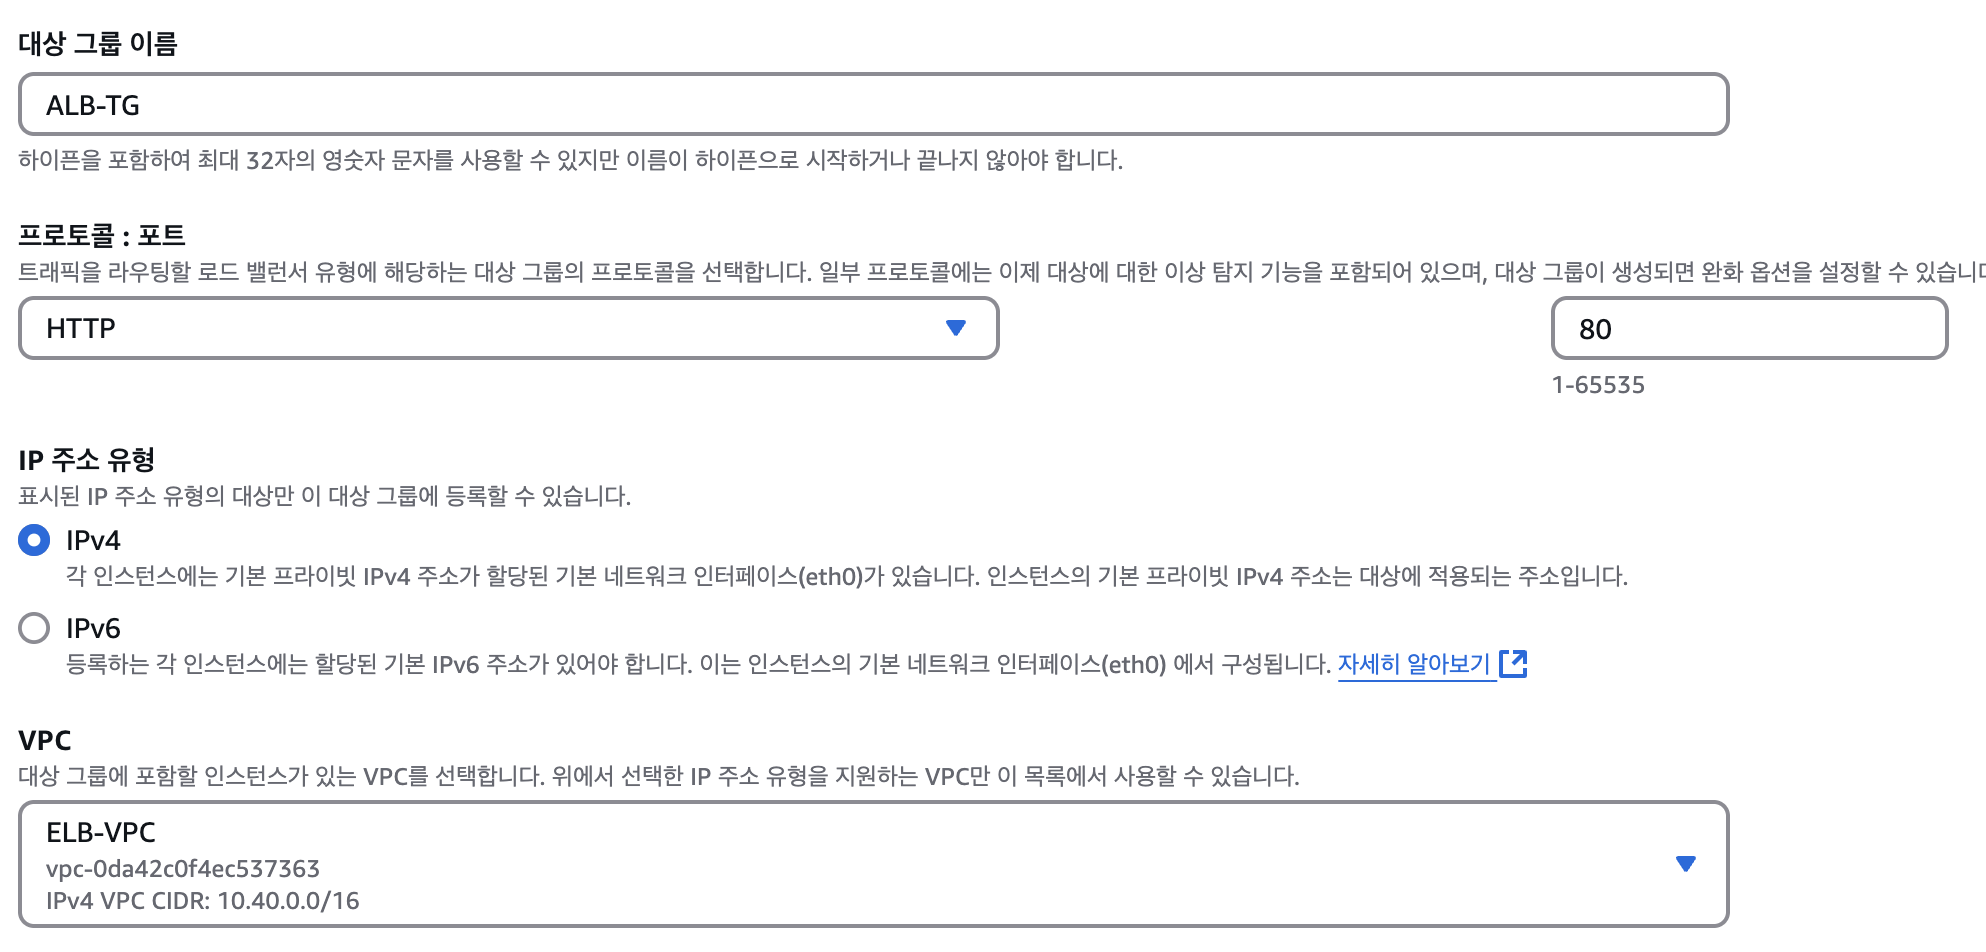 대상 그룹 이름
ALB-TG
하이픈을 포함하여 최대 32자의 영숫자 문자를 사용할 수 있지만 이름이 하이픈으로 시작하거나 끝나지 않아야 합니다.
프로토콜 : 포트
트래픽을 라우팅할 로드 밸런서 유형에 해당하는 대상 그룹의 프로토콜을 선택합니다. 일부 프로토콜에는 이제 대상에 대한 이상 탐지 기능을 포함되어 있으며, 대상 그룹이 생성되면 완화 옵션을 설정할 수 있습니다
HTTP
80
1-65535
IP 주소 유형
표시된 IP 주소 유형의 대상만 이 대상 그룹에 등록할 수 있습니다.
IPv4
각 인스턴스에는 기본 프라이빗 IPv4 주소가 할당된 기본 네트워크 인터페이스(eth0)가 있습니다. 인스턴스의 기본 프라이빗 IPv4 주소는 대상에 적용되는 주소입니다.
IPv6
등록하는 각 인스턴스에는 할당된 기본 IPv6 주소가 있어야 합니다. 이는 인스턴스의 기본 네트워크 인터페이스(eth0) 에서 구성됩니다. 자세히 알아보기
VPC
대상 그룹에 포함할 인스턴스가 있는 VPC를 선택합니다. 위에서 선택한 IP 주소 유형을 지원하는 VPC만 이 목록에서 사용할 수 있습니다.
ELB-VPC
vpc-0da42c0f4ec537363
IPv4 VPC CIDR: 10.40.0.0/16